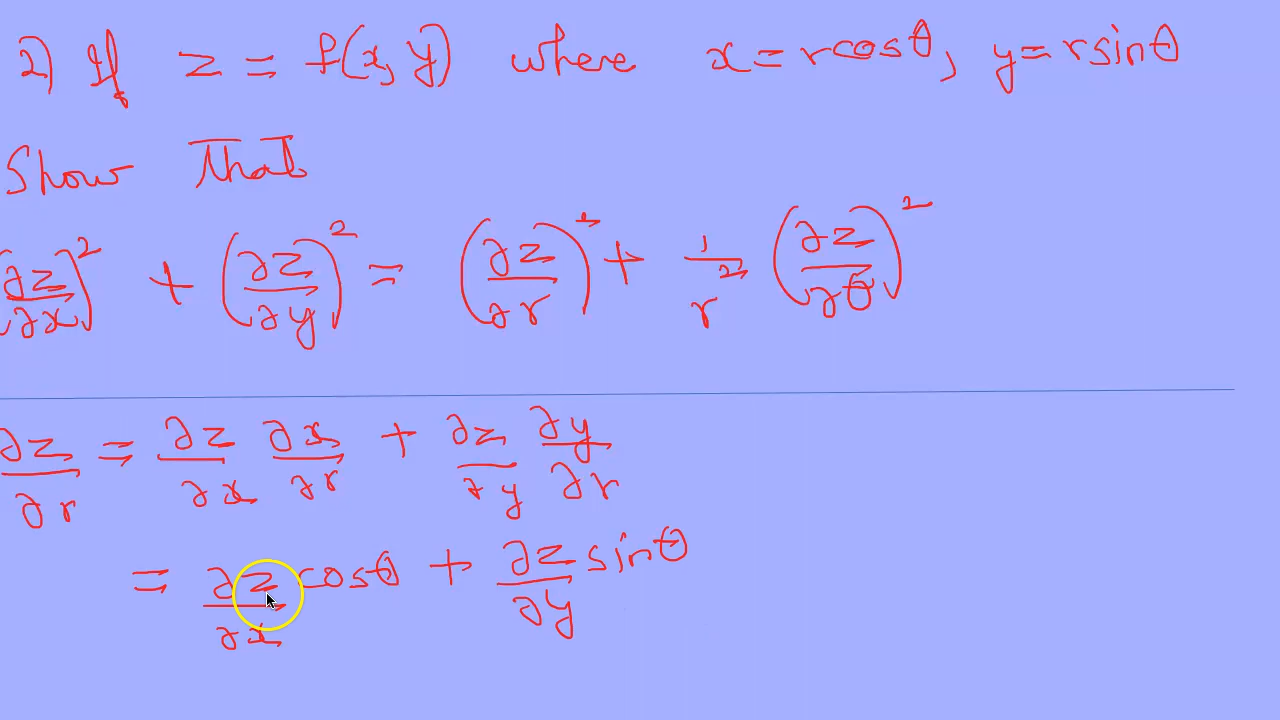 2) If z = f(x, y) where x = r cosθ, y = r sinθ
Show That
(∂z/∂x)² + (∂z/∂y)² = (∂z/∂r)² + 1/r² (∂z/∂θ)²
∂z/∂r = ∂z/∂x ∂x/∂r + ∂z/∂y ∂y/∂r
= ∂z/∂x cosθ + ∂z/∂y sinθ